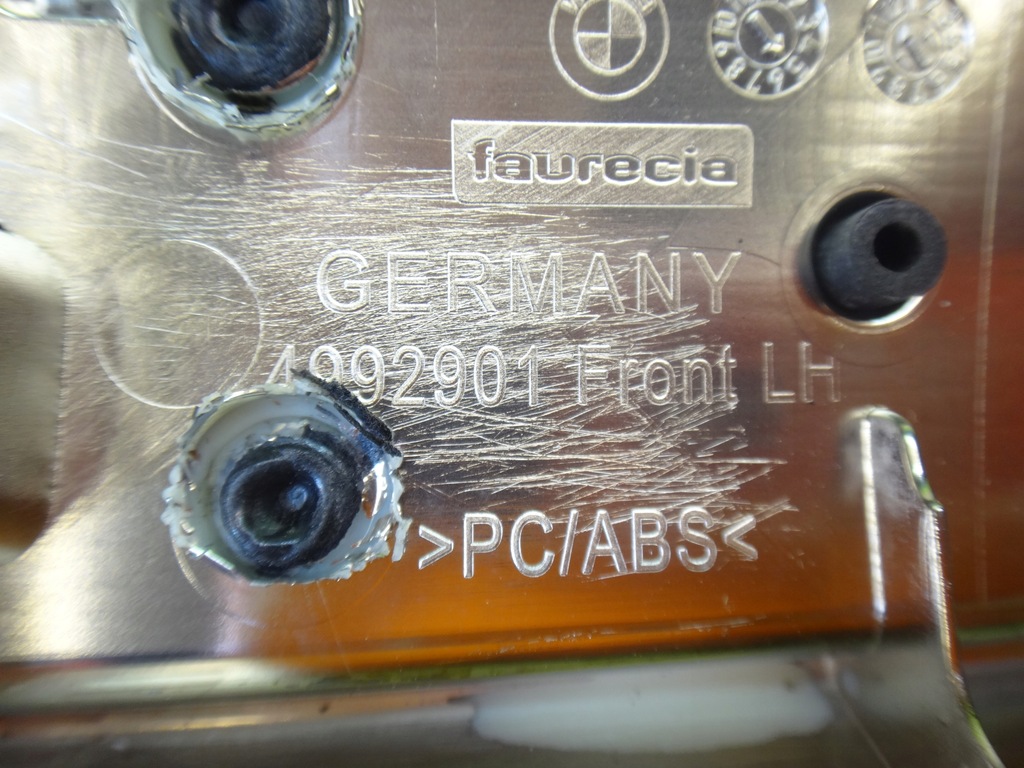 faurecia
GERMANY
4992901 Front LH
>PC/ABS<